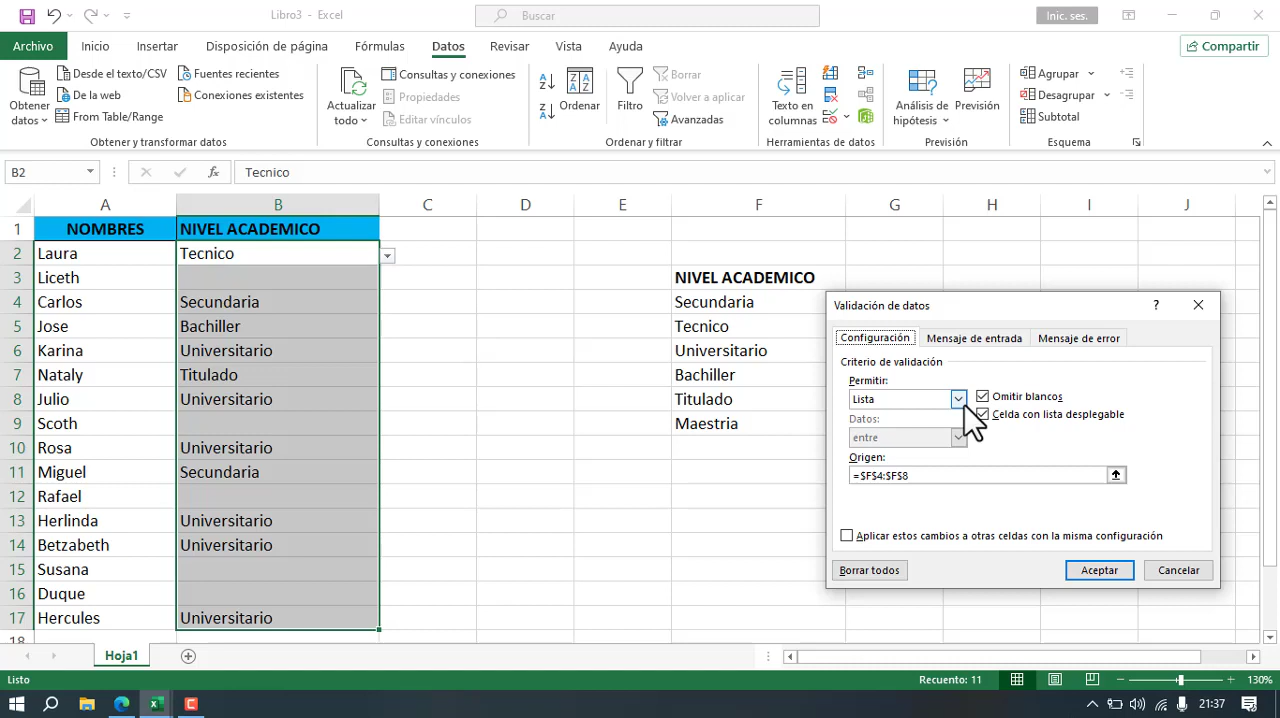 Libro3 - Excel
Buscar
Inic. ses.
Archivo
Inicio
Insertar
Disposición de página
Fórmulas
Datos
Revisar
Vista
Ayuda
Compartir
Obtener datos
Desde el texto/CSV
De la web
From Table/Range
Fuentes recientes
Conexiones existentes
Obtener y transformar datos
Actualizar todo
Consultas y conexiones
Propiedades
Editar vínculos
Consultas y conexiones
Ordenar
Filtro
Borrar
Volver a aplicar
Avanzadas
Ordenar y filtrar
Texto en columnas
Herramientas de datos
Análisis de hipótesis
Previsión
Previsión
Agrupar
Desagrupar
Subtotal
Esquema
B2
fx
Tecnico
A B C D E F G H I J
1 NOMBRES NIVEL ACADEMICO
2 Laura Tecnico
3 Liceth NIVEL ACADEMICO
4 Carlos Secundaria Secundaria
5 Jose Bachiller Tecnico
6 Karina Universitario Universitario
7 Nataly Titulado Bachiller
8 Julio Universitario Titulado
9 Scoth Maestria
10 Rosa Universitario
11 Miguel Secundaria
12 Rafael
13 Herlinda Universitario
14 Betzabeth Universitario
15 Susana
16 Duque
17 Hercules Universitario
18
Validación de datos
?
Configuración
Mensaje de entrada
Mensaje de error
Criterio de validación
Permitir:
Lista
Omitir blancos
Celda con lista desplegable
Datos:
entre
Origen:
=$F$4:$F$8
Aplicar estos cambios a otras celdas con la misma configuración
Borrar todos
Aceptar
Cancelar
Hoja1
Listo
Recuento: 11
130%
21:37